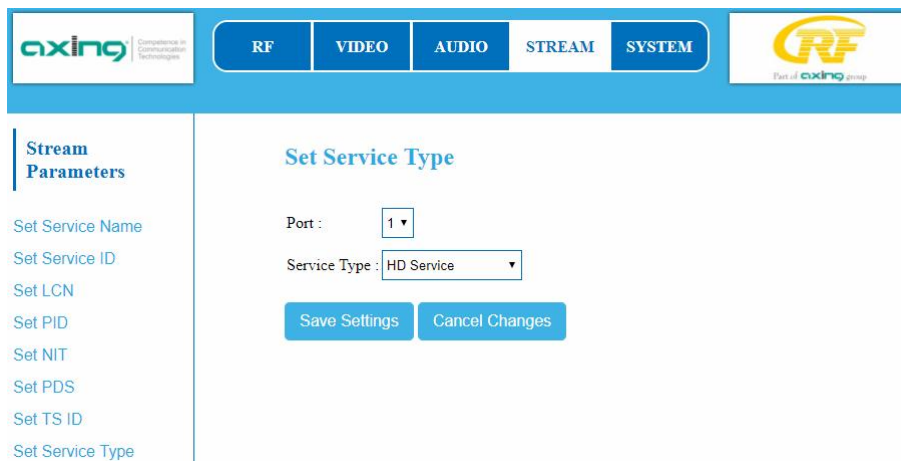 axing Competence in
Communication
Technologies
RF VIDEO AUDIO STREAM SYSTEM
RF
Part of axing group
Stream
Parameters
Set Service Name
Set Service ID
Set LCN
Set PID
Set NIT
Set PDS
Set TS ID
Set Service Type
Set Service Type
Port : 1
Service Type : HD Service
Save Settings Cancel Changes